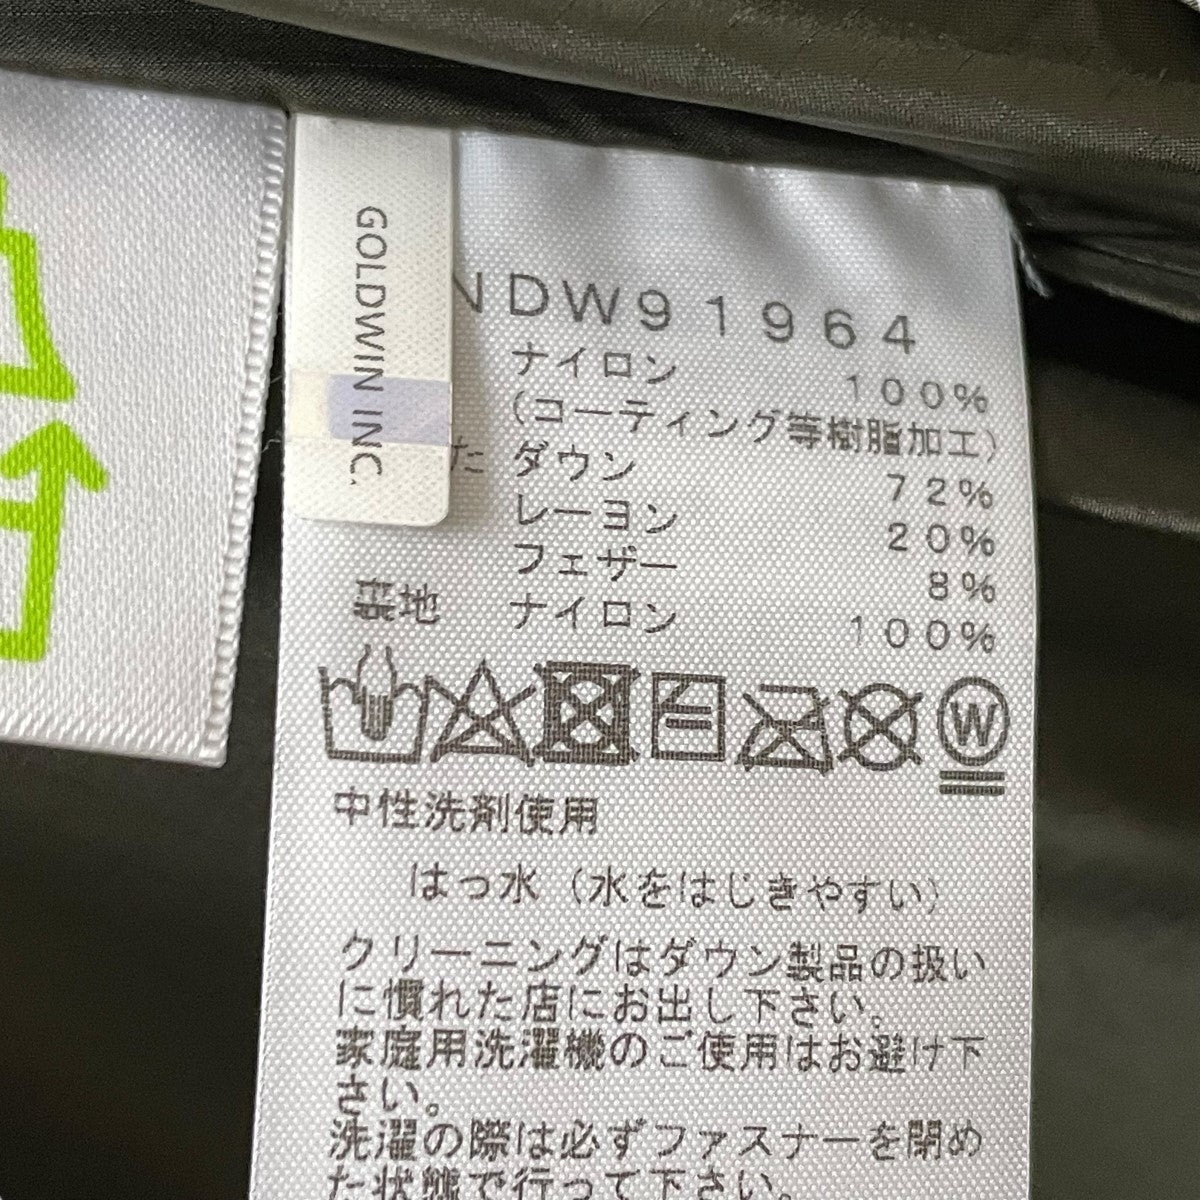 GOLDWIN INC.
NDW91964
ナイロン 100%
(コーティング等樹脂加工)
た ダウン 72%
レーヨン 20%
フェザー 8%
地 ナイロン 100%
W
中性洗剤使用
はっ水(水をはじきやすい)
クリーニングはダウン製品の扱い
に慣れた店にお出し下さい。
家庭用洗濯機のご使用はお避け下
さい。
洗濯の際は必ずファスナーを閉め
た状態で行って下さい。